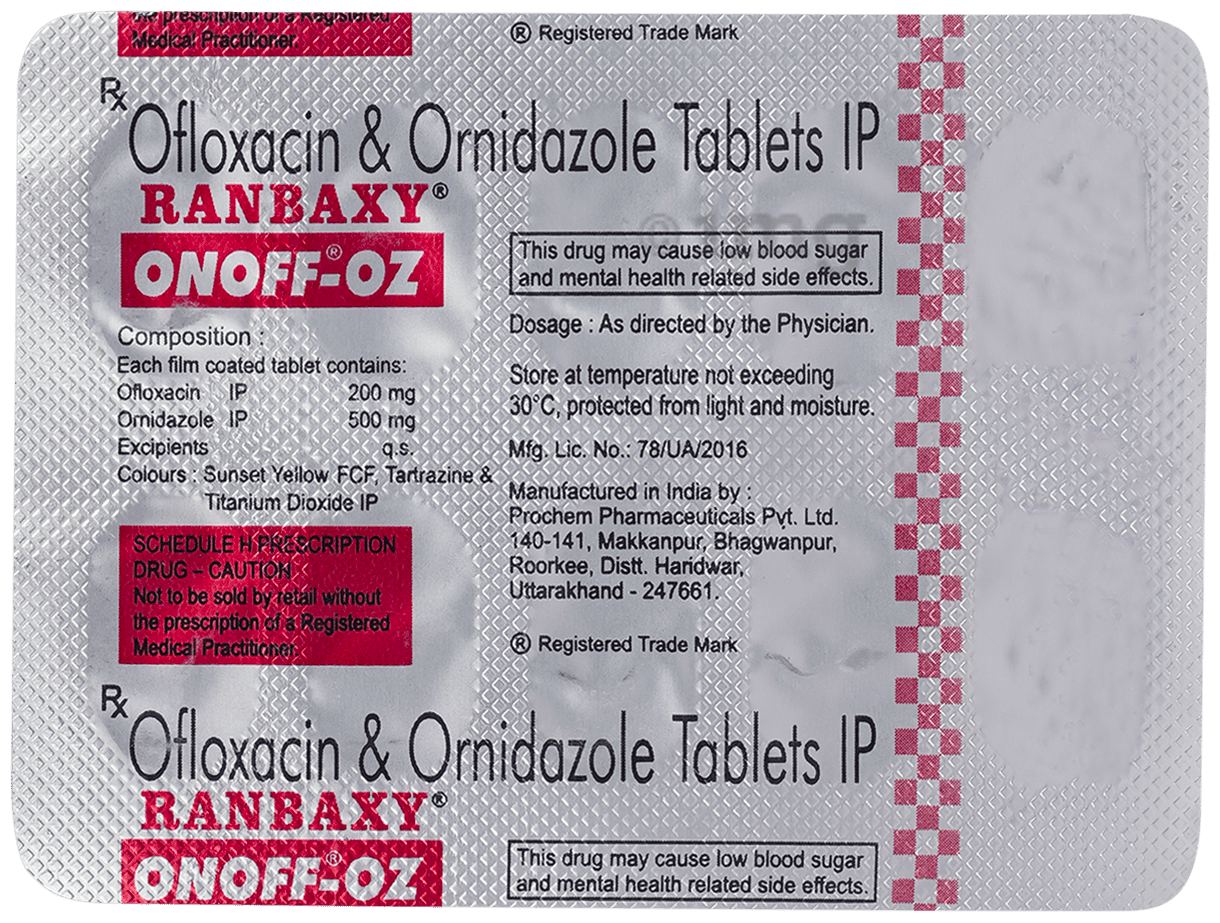 the prescription of a Registered
Medical Practitioner.
® Registered Trade Mark
Rx
Ofloxacin & Ornidazole Tablets IP
RANBAXY®
ONOFF®-OZ
Composition :
Each film coated tablet contains:
Ofloxacin IP 200 mg
Ornidazole IP 500 mg
Excipients q.s.
Colours : Sunset Yellow FCF, Tartrazine &
Titanium Dioxide IP
SCHEDULE H PRESCRIPTION
DRUG – CAUTION
Not to be sold by retail without
the prescription of a Registered
Medical Practitioner.
This drug may cause low blood sugar
and mental health related side effects.
Dosage : As directed by the Physician.
Store at temperature not exceeding
30°C, protected from light and moisture.
Mfg. Lic. No.: 78/UA/2016
Manufactured in India by :
Prochem Pharmaceuticals Pvt. Ltd.
140-141, Makkanpur, Bhagwanpur,
Roorkee, Distt. Haridwar,
Uttarakhand - 247661.
® Registered Trade Mark
Rx
Ofloxacin & Ornidazole Tablets IP
RANBAXY®
ONOFF®-OZ
This drug may cause low blood sugar
and mental health related side effects.